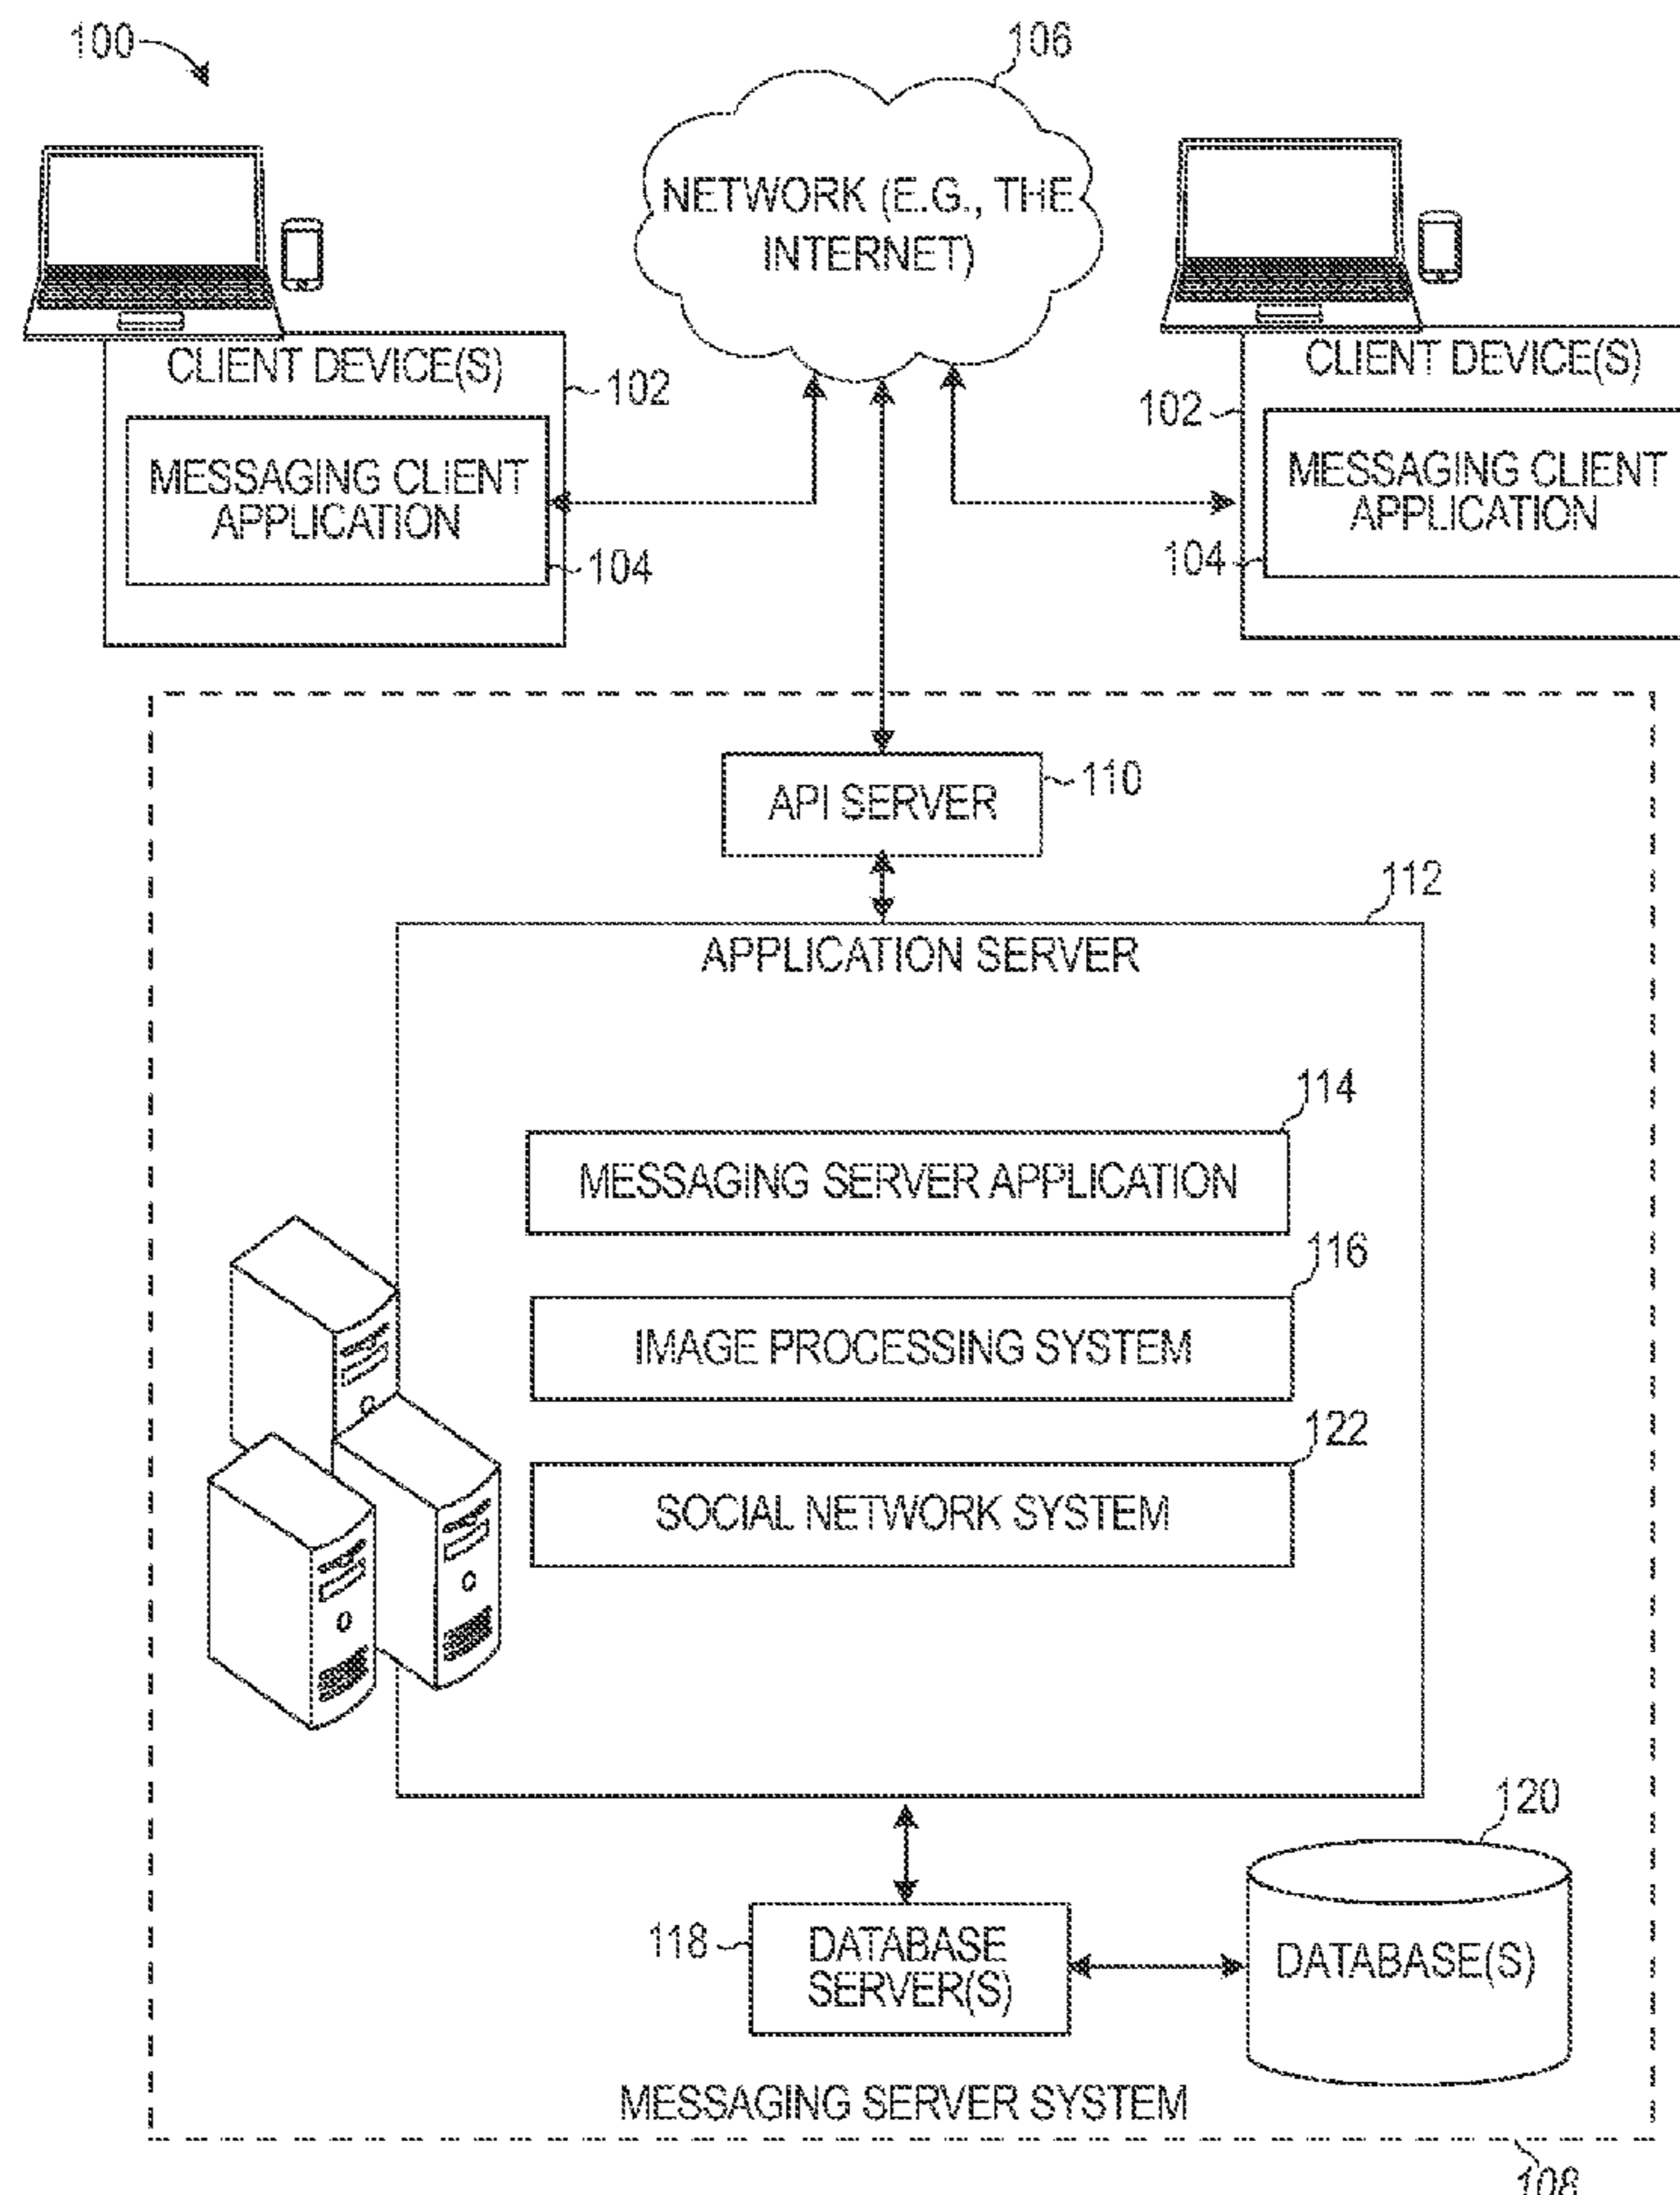 100
106
NETWORK (E.G., THE
INTERNET)
CLIENT DEVICE(S)
102
MESSAGING CLIENT
APPLICATION
104
CLIENT DEVICE(S)
102
MESSAGING CLIENT
APPLICATION
104
API SERVER
110
112
APPLICATION SERVER
114
MESSAGING SERVER APPLICATION
116
IMAGE PROCESSING SYSTEM
122
SOCIAL NETWORK SYSTEM
120
118
DATABASE
SERVER(S)
DATABASE(S)
MESSAGING SERVER SYSTEM
108